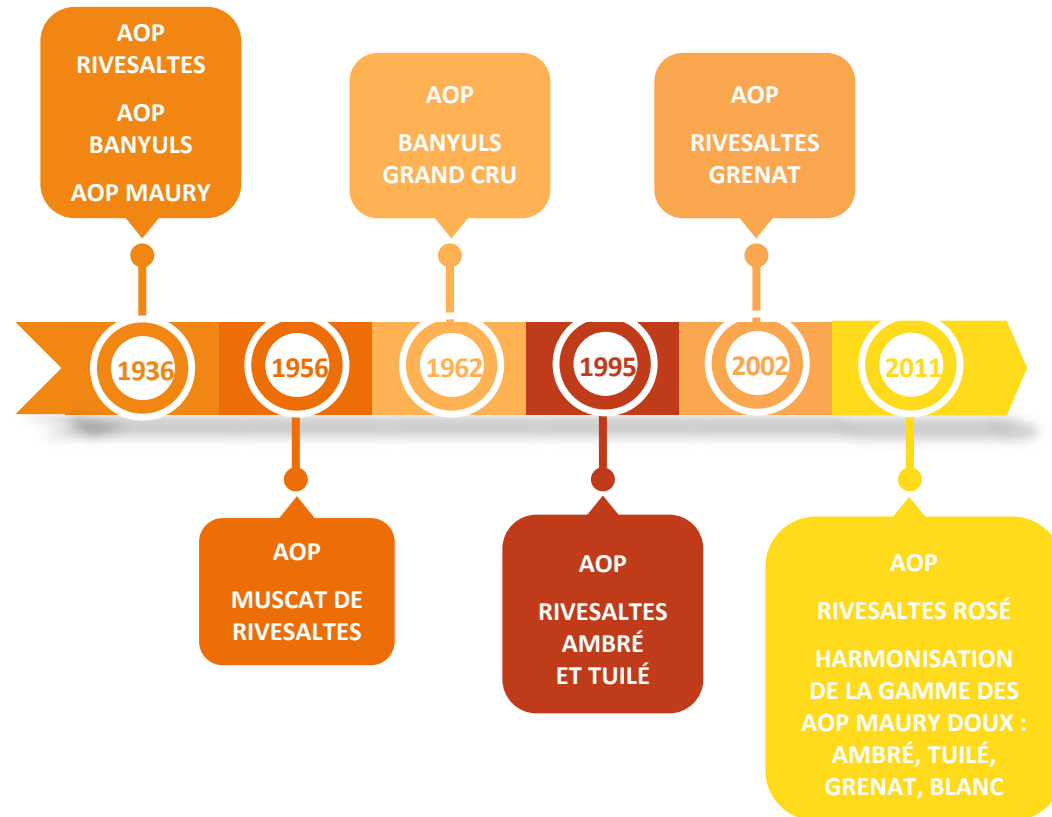 AOP
RIVESALTES
AOP
BANYULS
AOP MAURY
AOP
BANYULS
GRAND CRU
AOP
RIVESALTES
GRENAT
1936
1956
1962
1995
2002
2011
AOP
MUSCAT DE
RIVESALTES
AOP
RIVESALTES
AMBRÉ
ET TUILÉ
AOP
RIVESALTES ROSÉ
HARMONISATION
DE LA GAMME DES
AOP MAURY DOUX :
AMBRÉ, TUILÉ,
GRENAT, BLANC